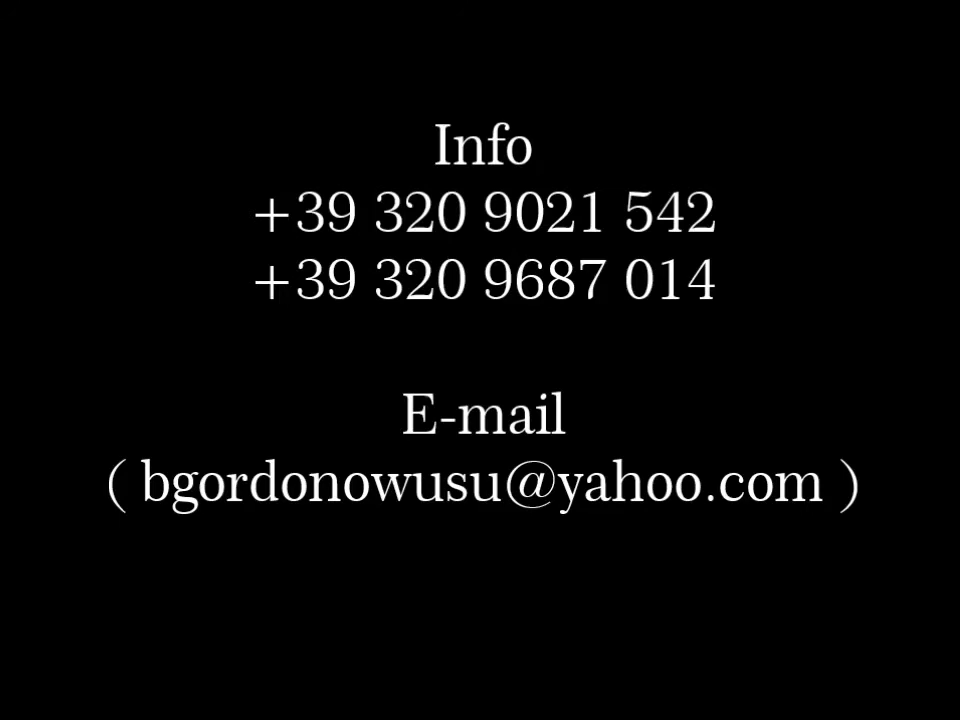 Info
+39 320 9021 542
+39 320 9687 014
E-mail
( bgordonowusu@yahoo.com )